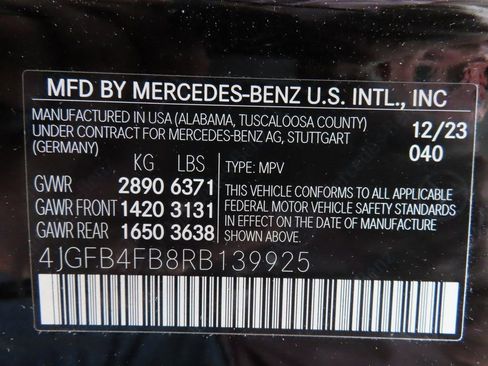 MFD BY MERCEDES-BENZ U.S. INTL., INC
MANUFACTURED IN USA (ALABAMA, TUSCALOOSA COUNTY)
UNDER CONTRACT FOR MERCEDES-BENZ AG, STUTTGART
(GERMANY)
12/23
040
KG LBS
GVWR 2890 6371
GAWR FRONT 1420 3131
GAWR REAR 1650 3638
TYPE: MPV
THIS VEHICLE CONFORMS TO ALL APPLICABLE
FEDERAL MOTOR VEHICLE SAFETY STANDARDS
IN EFFECT ON THE DATE OF MANUFACTURE
SHOWN ABOVE.
4JGFB4FB8RB139925